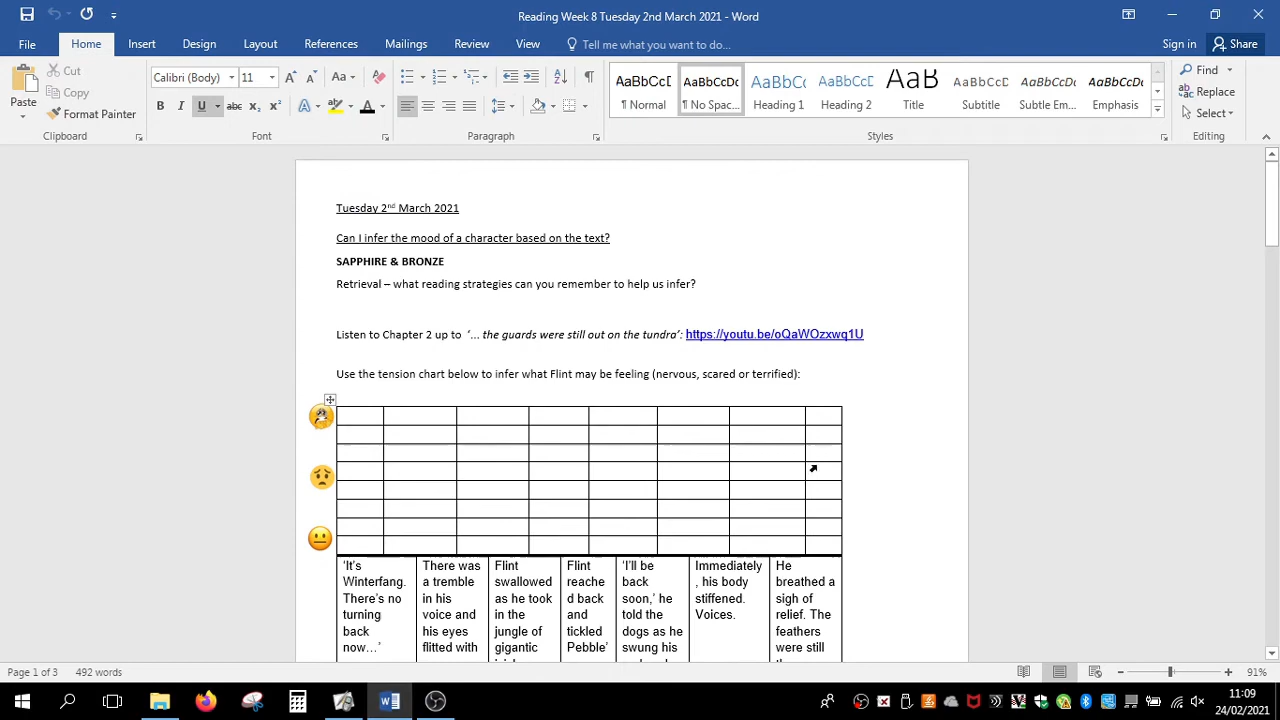 Reading Week 8 Tuesday 2nd March 2021 - Word
File Home Insert Design Layout References Mailings Review View Tell me what you want to do... Sign in Share
Paste
Cut
Copy
Format Painter
Clipboard
Calibri (Body) 11 Aa
B I U abc x₂ x² A A
Font
Paragraph
AaBbCcD AaBbCcDc AaBbCc AaBbCcC AaB AaBbCcD AaBbCcDt AaBbCcDt
¶ Normal ¶ No Spac... Heading 1 Heading 2 Title Subtitle Subtle Em... Emphasis
Styles
Find
Replace
Select
Editing
Tuesday 2nd March 2021
Can I infer the mood of a character based on the text?
SAPPHIRE & BRONZE
Retrieval – what reading strategies can you remember to help us infer?
Listen to Chapter 2 up to ‘... the guards were still out on the tundra’: https://youtu.be/oQaWOzxwq1U
Use the tension chart below to infer what Flint may be feeling (nervous, scared or terrified):
‘It’s
Winterfang.
There’s no
turning
back
now…’
There was
a tremble
in his
voice and
his eyes
flitted with
Flint
swallowed
as he took
in the
jungle of
gigantic
Flint
reache
d back
and
tickled
Pebble’
‘I’ll be
back
soon,’ he
told the
dogs as he
swung his
Immediately
, his body
stiffened.
Voices.
He
breathed a
sigh of
relief. The
feathers
were still
Page 1 of 3 492 words
91%
11:09
24/02/2021